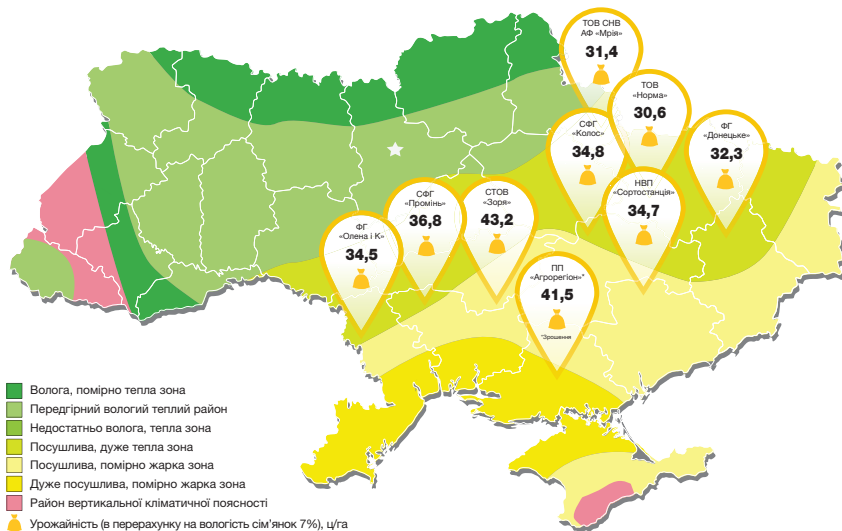 ТОВ СНВ
АФ «Мрія»
31,4
ТОВ
«Норма»
30,6
СФГ
«Колос»
34,8
ФГ
«Донецьке»
32,3
НВП
«Сортостанція»
34,7
СФГ
«Промінь»
36,8
СТОВ
«Зоря»
43,2
ФГ
«Олена і К»
34,5
ПП
«Агрорегіон»*
41,5
*Зрошення
Волога, помірно тепла зона
Передгірний вологий теплий район
Недостатньо волога, тепла зона
Посушлива, дуже тепла зона
Посушлива, помірно жарка зона
Дуже посушлива, помірно жарка зона
Район вертикальної кліматичної поясності
Урожайність (в перерахунку на вологість сім'янок 7%), ц/га